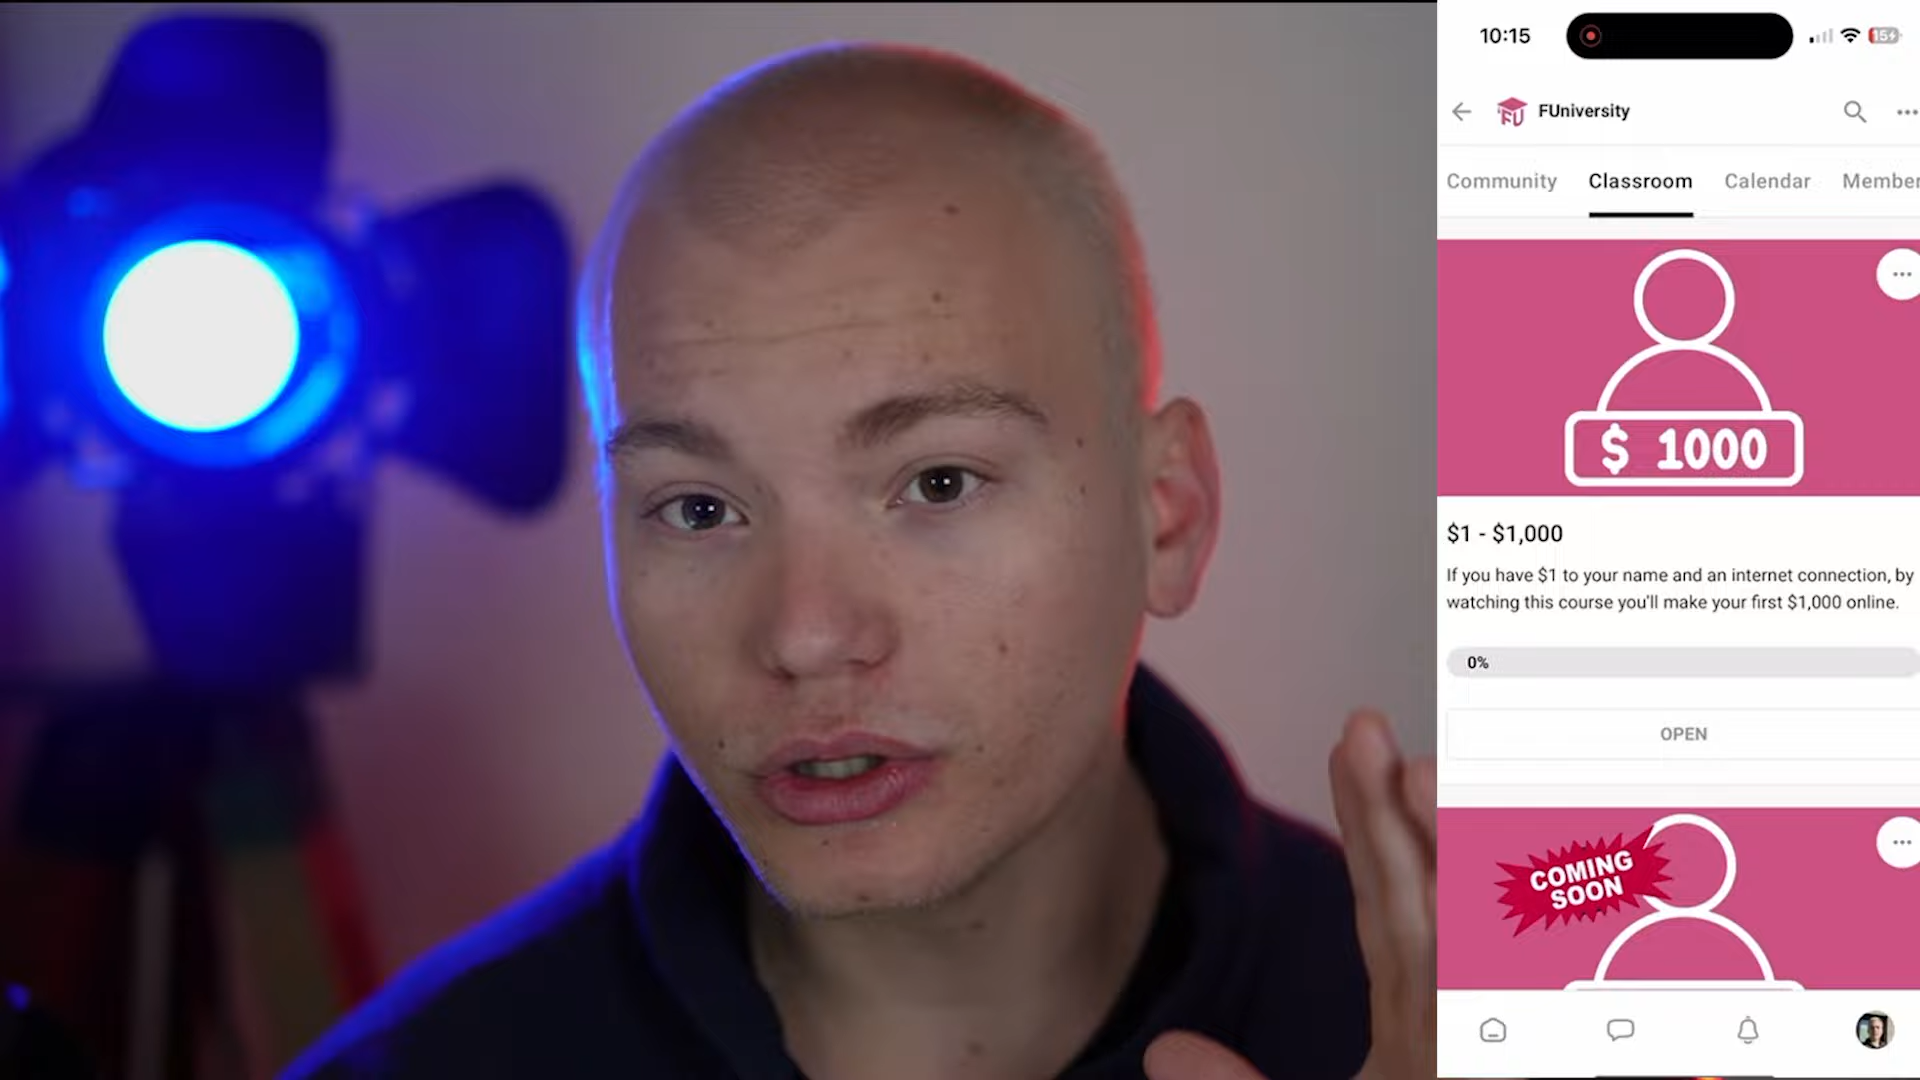 10:15
15
FU
FUniversity
Community Classroom Calendar Member
$ 1000
$1 - $1,000
If you have $1 to your name and an internet connection, by
watching this course you'll make your first $1,000 online.
0%
OPEN
COMING
SOON